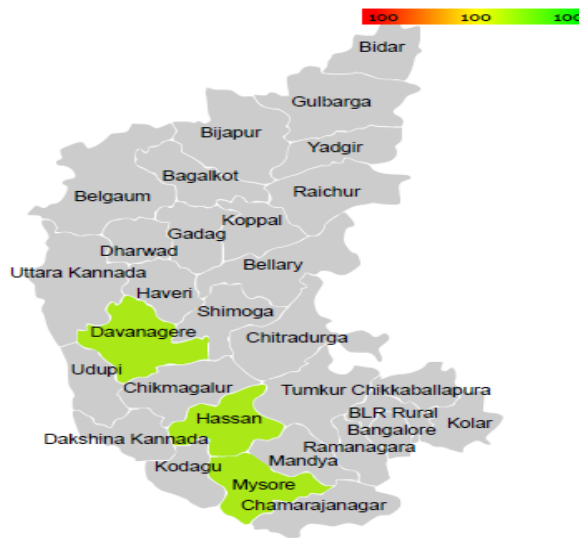 100 100 100
Bidar
Gulbarga
Bijapur
Yadgir
Bagalkot
Raichur
Belgaum
Koppal
Gadag
Dharwad
Bellary
Uttara Kannada
Haveri
Shimoga
Davanagere
Chitradurga
Udupi
Chikmagalur
Tumkur Chikkaballapura
Hassan
BLR Rural
Kolar
Bangalore
Dakshina Kannada
Ramanagara
Mandya
Kodagu
Mysore
Chamarajanagar